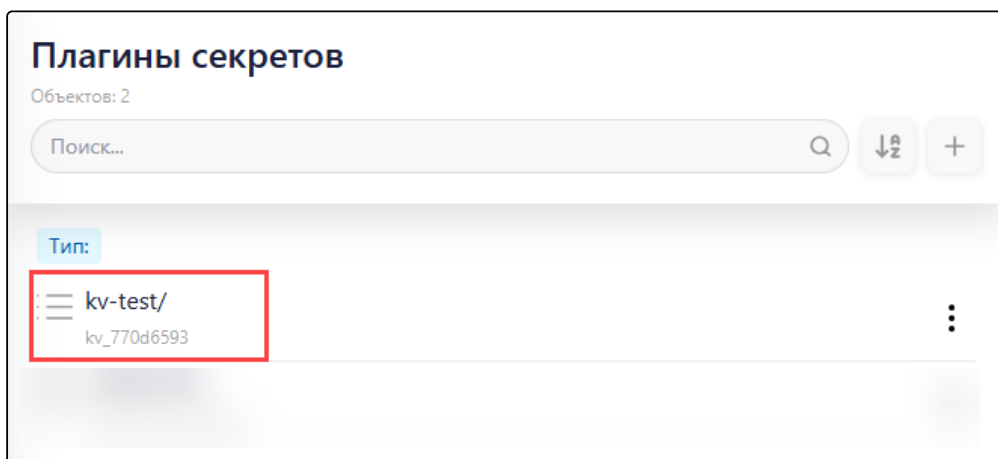 Плагины секретов
Объектов: 2
Поиск...
Тип:
kv-test/
kv_770d6593